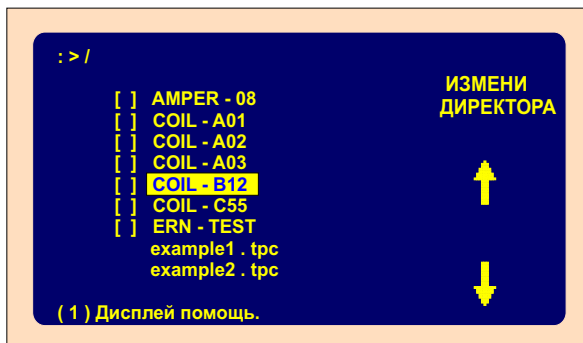 : > /
ИЗМЕНИ
ДИРЕКТОРА
[ ] AMPER - 08
[ ] COIL - A01
[ ] COIL - A02
[ ] COIL - A03
[ ] COIL - B12
[ ] COIL - C55
[ ] ERN - TEST
example1 . tpc
example2 . tpc
( 1 ) Дисплей помощь.